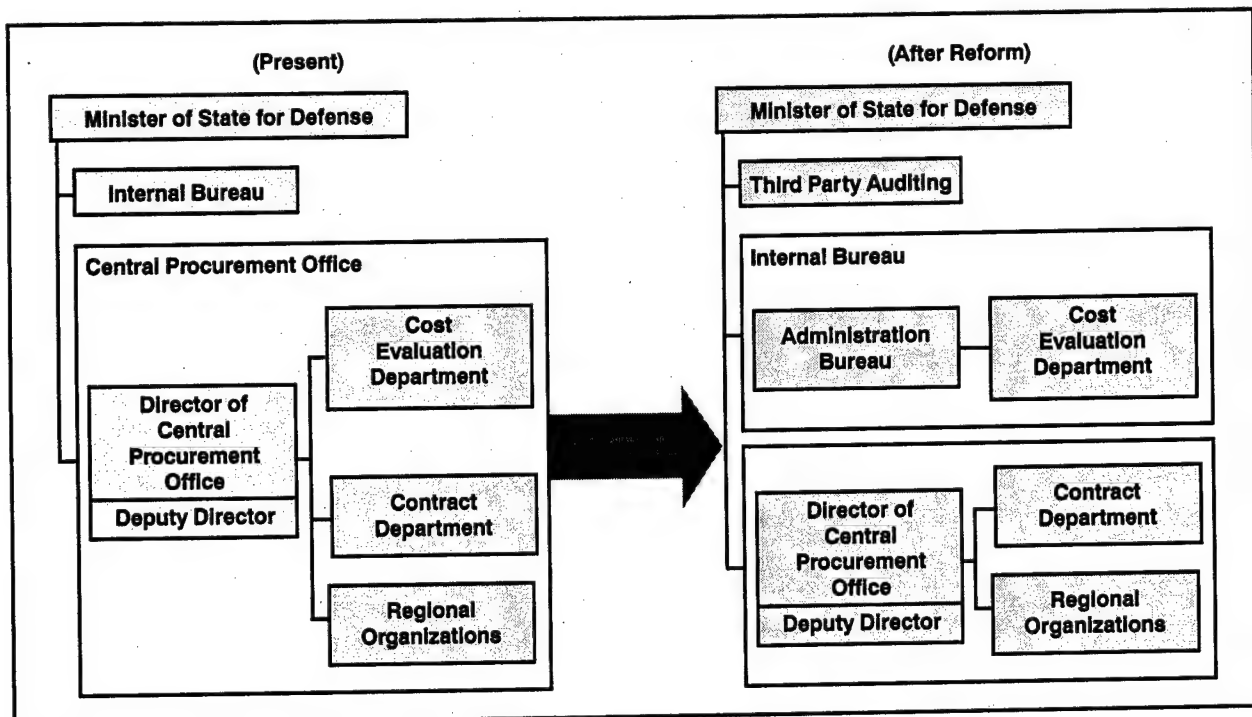 (Present)
Minister of State for Defense
Internal Bureau
Central Procurement Office
Cost
Evaluation
Department
Director of
Central
Procurement
Office
Deputy Director
Contract
Department
Regional
Organizations
(After Reform)
Minister of State for Defense
Third Party Auditing
Internal Bureau
Administration
Bureau
Cost
Evaluation
Department
Director of
Central
Procurement
Office
Deputy Director
Contract
Department
Regional
Organizations